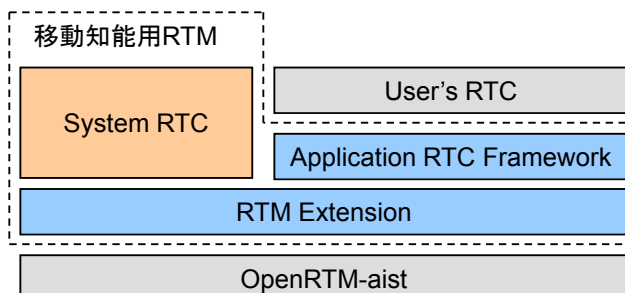 移動知能用RTM
System RTC
User's RTC
Application RTC Framework
RTM Extension
OpenRTM-aist